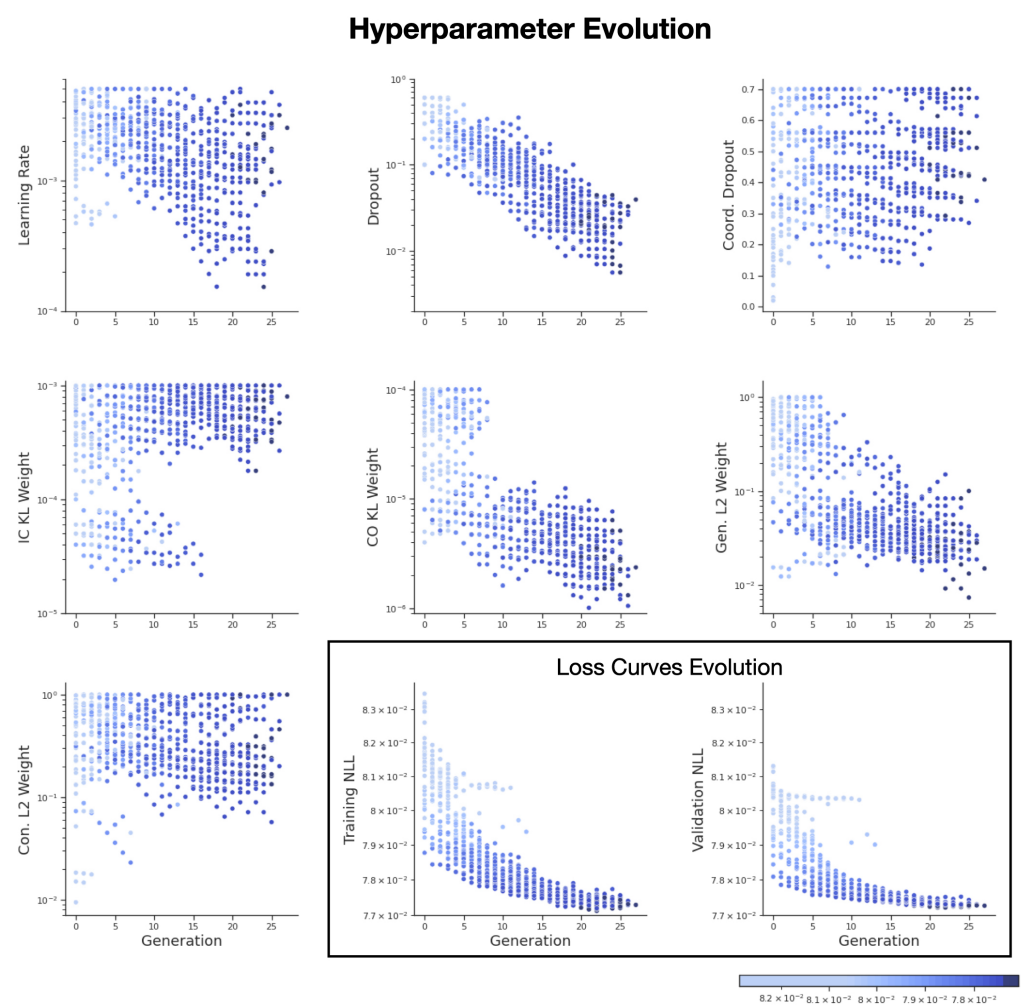 Hyperparameter Evolution
Learning Rate
10⁻³
10⁻⁴
0 5 10 15 20 25
Dropout
10⁰
10⁻¹
10⁻²
0 5 10 15 20 25
Coord. Dropout
0.7
0.6
0.5
0.4
0.3
0.2
0.1
0.0
0 5 10 15 20 25
IC KL Weight
10⁻³
10⁻⁴
10⁻⁵
0 5 10 15 20 25
CO KL Weight
10⁻⁴
10⁻⁵
10⁻⁶
0 5 10 15 20 25
Gen. L2 Weight
10⁰
10⁻¹
10⁻²
0 5 10 15 20 25
Con. L2 Weight
10⁰
10⁻¹
10⁻²
0 5 10 15 20 25
Generation
Loss Curves Evolution
Training NLL
8.3 × 10⁻²
8.2 × 10⁻²
8.1 × 10⁻²
8 × 10⁻²
7.9 × 10⁻²
7.8 × 10⁻²
7.7 × 10⁻²
0 5 10 15 20 25
Generation
Validation NLL
8.3 × 10⁻²
8.2 × 10⁻²
8.1 × 10⁻²
8 × 10⁻²
7.9 × 10⁻²
7.8 × 10⁻²
7.7 × 10⁻²
0 5 10 15 20 25
Generation
8.2 × 10⁻² 8.1 × 10⁻² 8 × 10⁻² 7.9 × 10⁻² 7.8 × 10⁻²